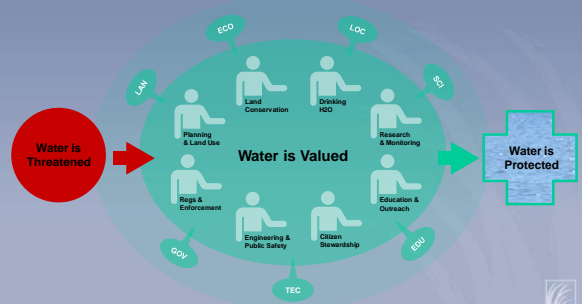 ECO
LOC
LAN
SCI
Land
Conservation
Drinking
H2O
Planning
& Land Use
Research
& Monitoring
Water is
Threatened
Water is Valued
Water is
Protected
Regs &
Enforcement
Education &
Outreach
Engineering &
Public Safety
Citizen
Stewardship
GOV
EDU
TEC